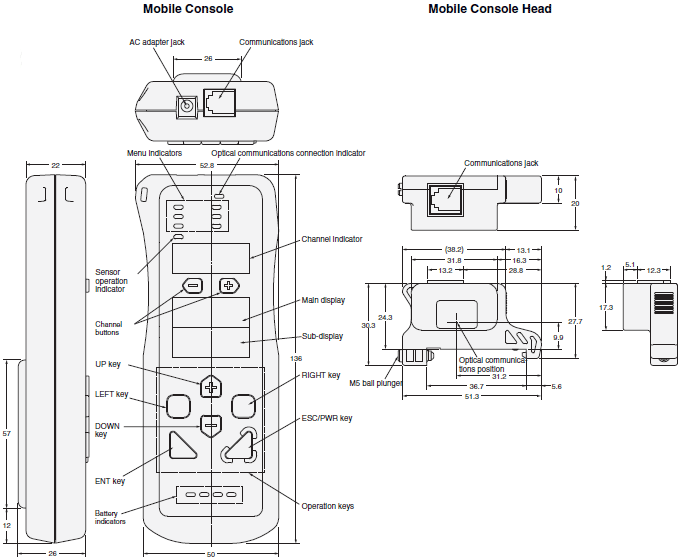 Mobile Console
Mobile Console Head
AC adapter jack
Communications jack
26
Menu indicators
Optical communications connection indicator
22
52.8
Channel indicator
Sensor
operation
indicator
Channel
buttons
Main display
Sub-display
136
UP key
RIGHT key
LEFT key
DOWN
key
ESC/PWR key
ENT key
Battery
indicators
Operation keys
57
12
26
50
Communications jack
10
20
(38.2)
13.1
31.8
16.3
13.2
28.8
1.2
5.1
12.3
17.3
24.3
30.3
27.7
9.9
Optical communica-
tions position
M5 ball plunger
31.2
36.7
5.6
51.3